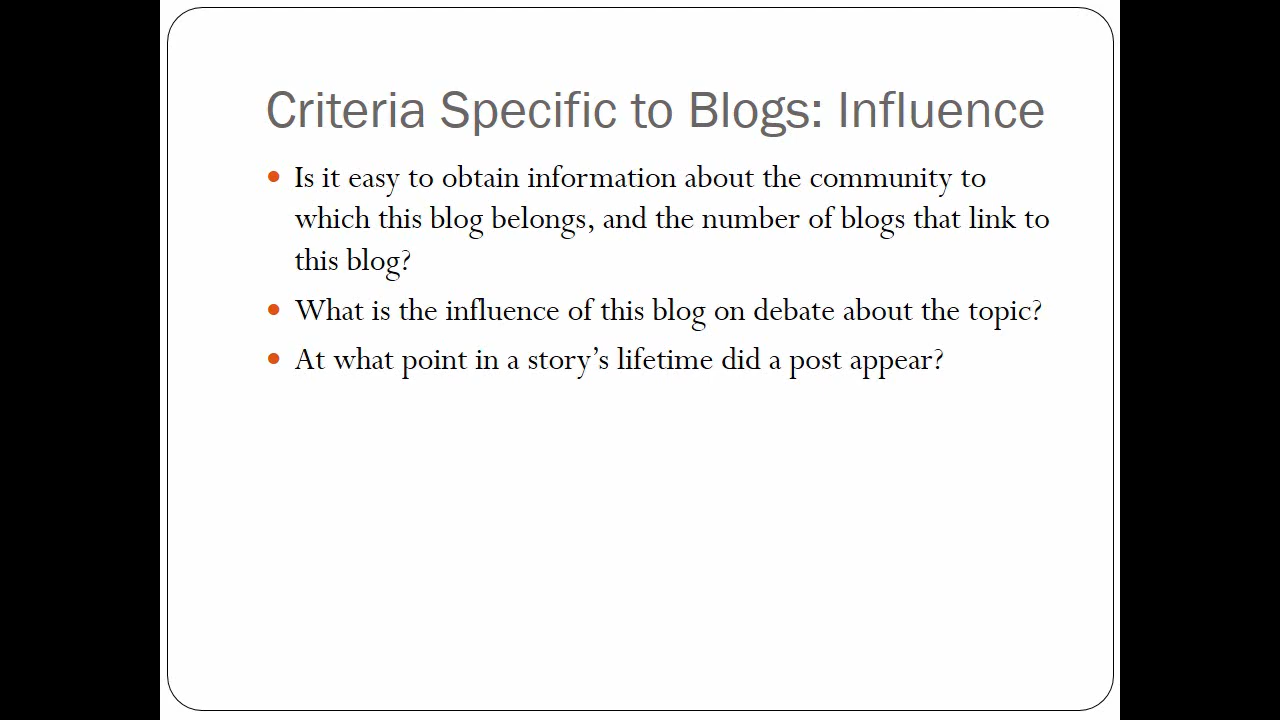 Criteria Specific to Blogs: Influence
• Is it easy to obtain information about the community to
which this blog belongs, and the number of blogs that link to
this blog?
• What is the influence of this blog on debate about the topic?
• At what point in a story’s lifetime did a post appear?